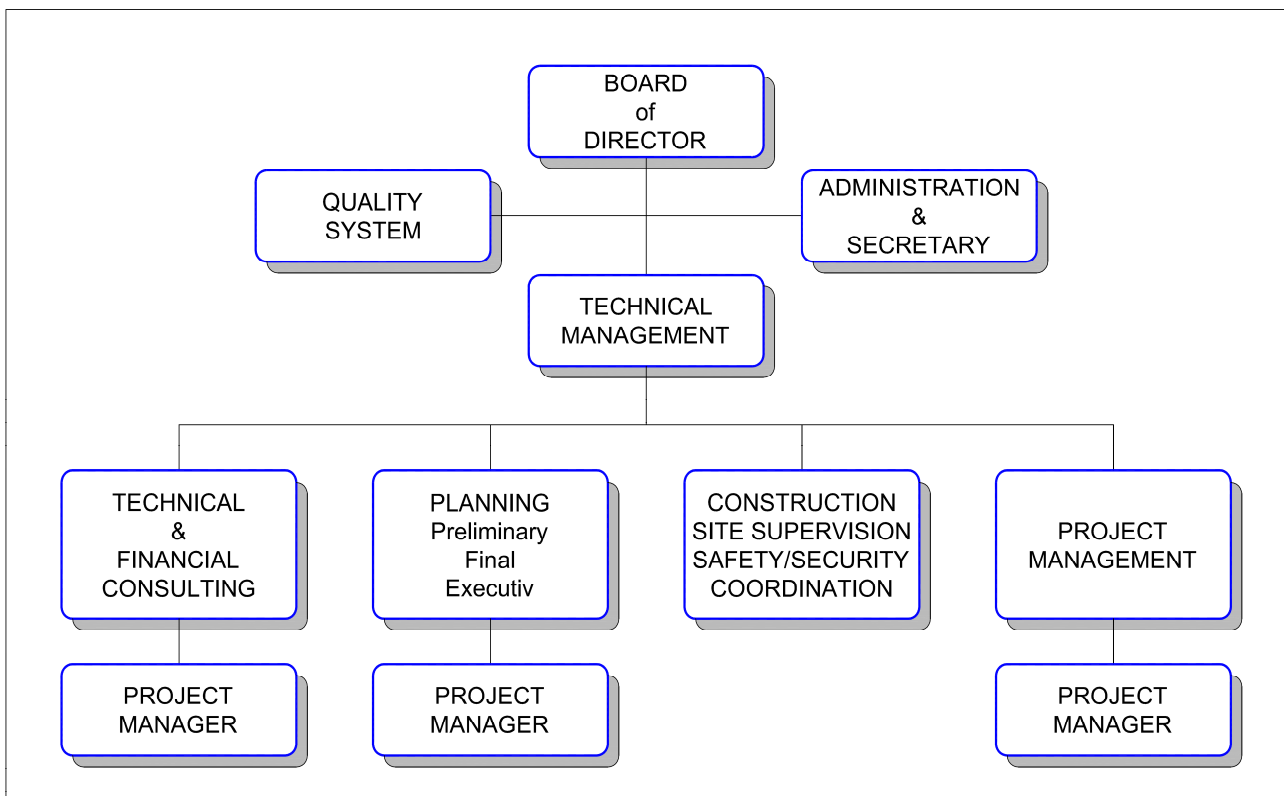 BOARD
of
DIRECTOR
QUALITY
SYSTEM
ADMINISTRATION
&
SECRETARY
TECHNICAL
MANAGEMENT
TECHNICAL
&
FINANCIAL
CONSULTING
PLANNING
Preliminary
Final
Executiv
CONSTRUCTION
SITE SUPERVISION
SAFETY/SECURITY
COORDINATION
PROJECT
MANAGEMENT
PROJECT
MANAGER
PROJECT
MANAGER
PROJECT
MANAGER